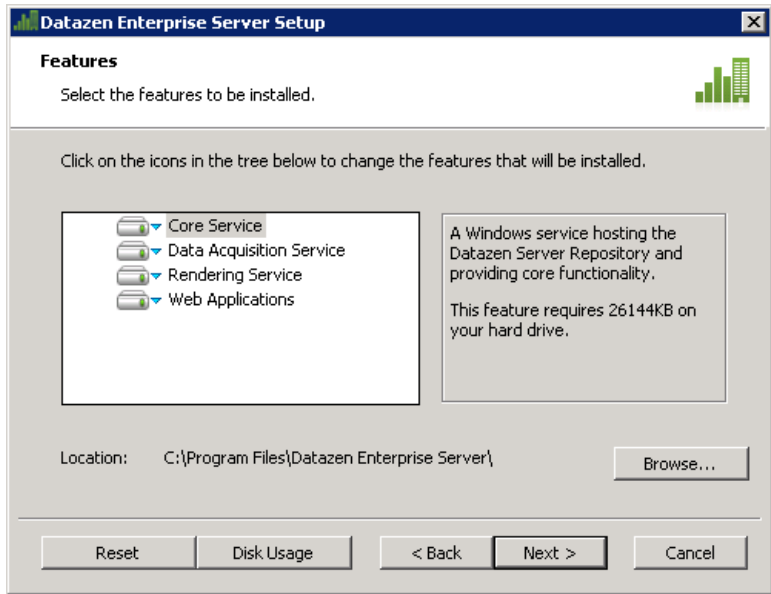 Datazen Enterprise Server Setup
Features
Select the features to be installed.
Click on the icons in the tree below to change the features that will be installed.
Core Service
Data Acquisition Service
Rendering Service
Web Applications
A Windows service hosting the
Datazen Server Repository and
providing core functionality.
This feature requires 26144KB on
your hard drive.
Location: C:\Program Files\Datazen Enterprise Server\
Browse...
Reset Disk Usage < Back Next > Cancel